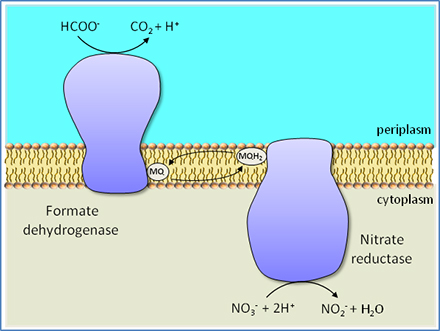 HCOO⁻ CO₂ + H⁺
periplasm
MQH₂
MQ
cytoplasm
Formate
dehydrogenase
Nitrate
reductase
NO₃⁻ + 2H⁺ NO₂⁻ + H₂O